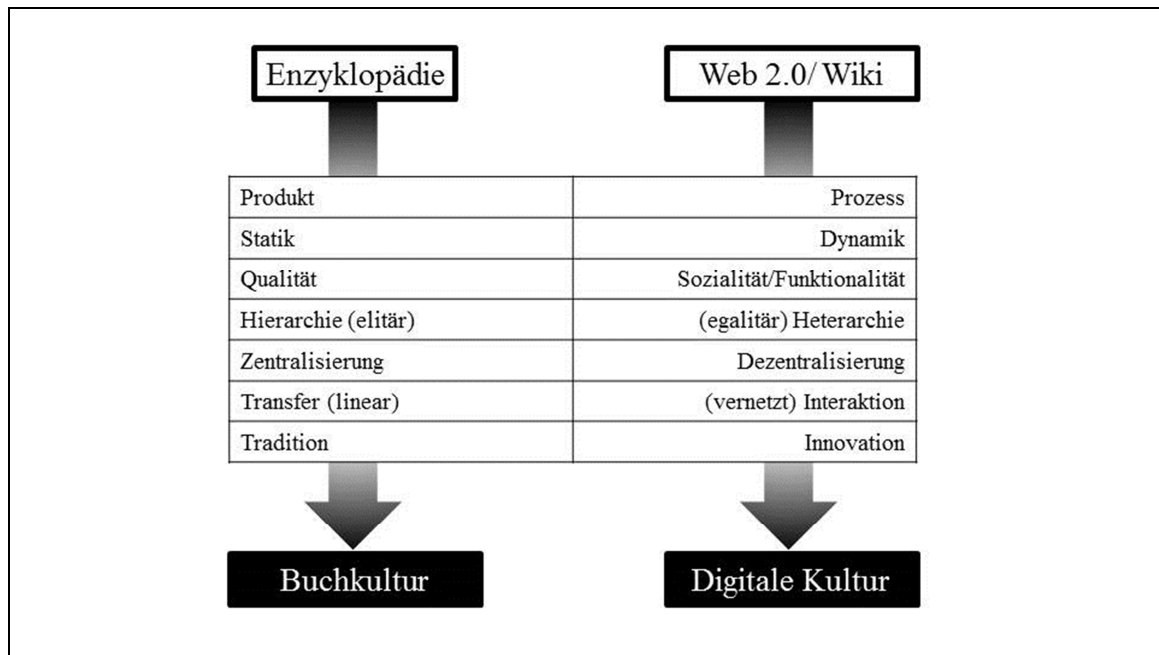 Enzyklopädie
Web 2.0/ Wiki
Produkt Prozess
Statik Dynamik
Qualität Sozialität/Funktionalität
Hierarchie (elitär) (egalitär) Heterarchie
Zentralisierung Dezentralisierung
Transfer (linear) (vernetzt) Interaktion
Tradition Innovation
Buchkultur
Digitale Kultur